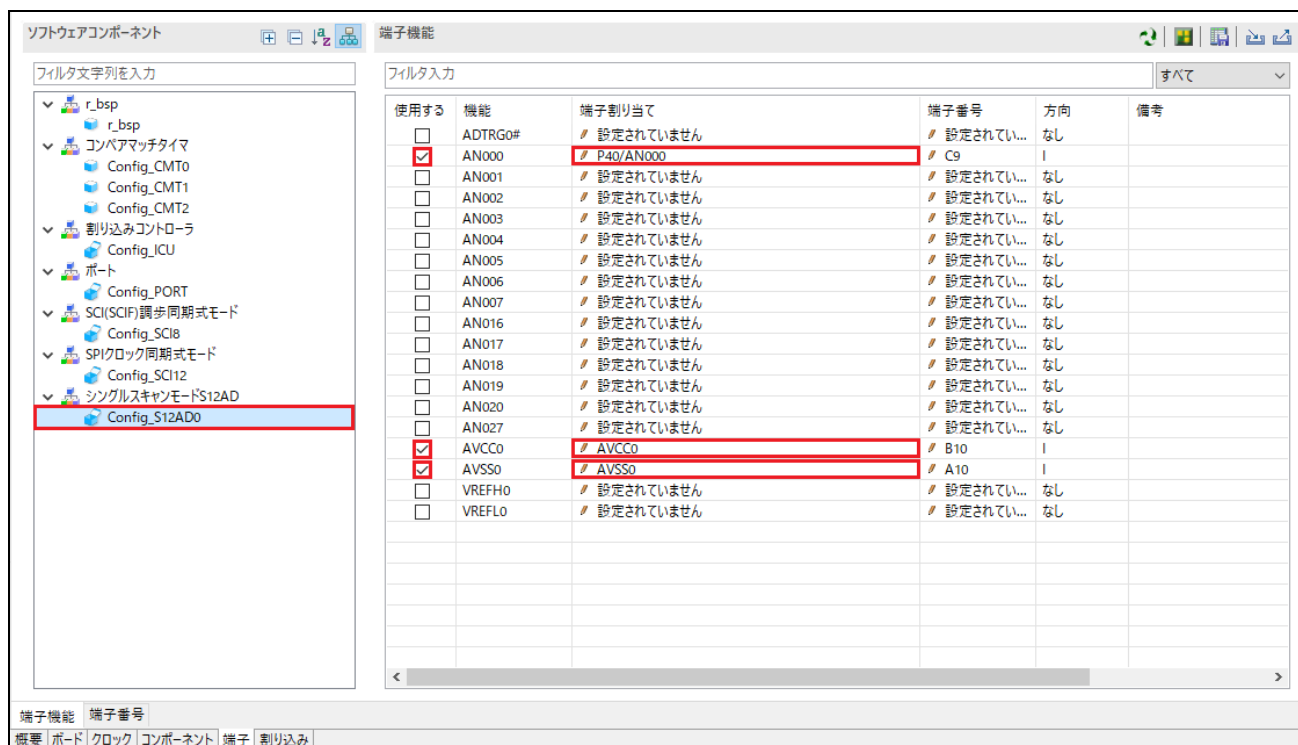 ソフトウェアコンポーネント
端子機能
フィルタ文字列を入力
フィルタ入力
すべて
r_bsp
r_bsp
コンペアマッチタイマ
Config_CMT0
Config_CMT1
Config_CMT2
割り込みコントローラ
Config_ICU
ポート
Config_PORT
SCI(SCIF)調歩同期式モード
Config_SCI8
SPIクロック同期式モード
Config_SCI12
シングルスキャンモードS12AD
Config_S12AD0
使用する 機能 端子割り当て 端子番号 方向 備考
ADTRG0# 設定されていません 設定されてい... なし
AN000 P40/AN000 C9 I
AN001 設定されていません 設定されてい... なし
AN002 設定されていません 設定されてい... なし
AN003 設定されていません 設定されてい... なし
AN004 設定されていません 設定されてい... なし
AN005 設定されていません 設定されてい... なし
AN006 設定されていません 設定されてい... なし
AN007 設定されていません 設定されてい... なし
AN016 設定されていません 設定されてい... なし
AN017 設定されていません 設定されてい... なし
AN018 設定されていません 設定されてい... なし
AN019 設定されていません 設定されてい... なし
AN020 設定されていません 設定されてい... なし
AN027 設定されていません 設定されてい... なし
AVCC0 AVCC0 B10 I
AVSS0 AVSS0 A10 I
VREFH0 設定されていません 設定されてい... なし
VREFL0 設定されていません 設定されてい... なし
端子機能 端子番号
概要 ボード クロック コンポーネント 端子 割り込み